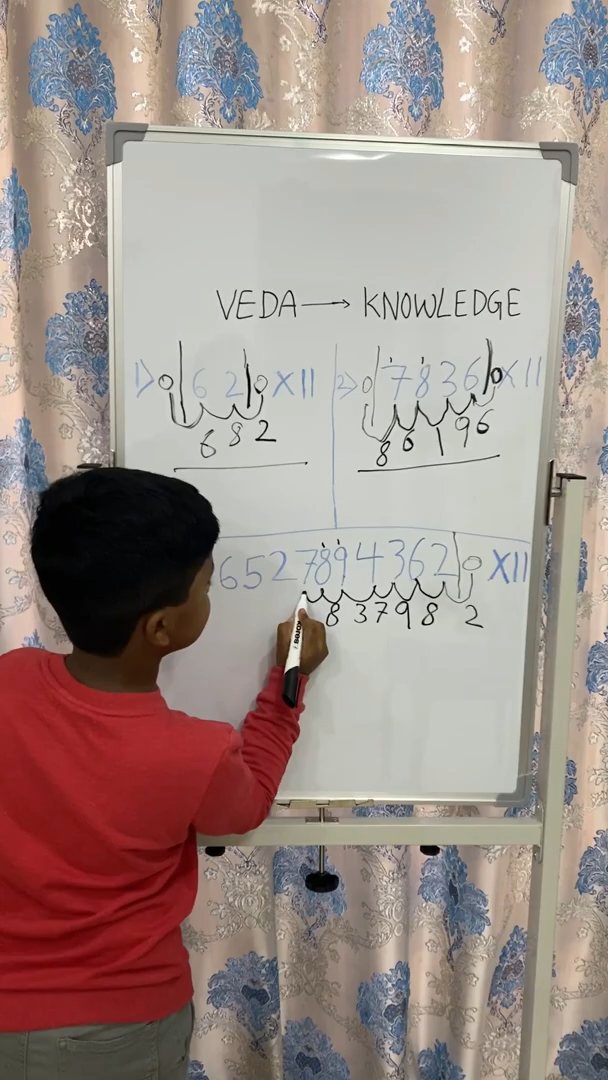 VEDA → KNOWLEDGE
1) 0 | 6 2 | 0 X 11
6 8 2
2) 0 | 7 8 3 6 | 0 X 11
8 6 1 9 6
6 5 2 7 8 9 4 3 6 2 | 0 X 11
8 3 7 9 8 2